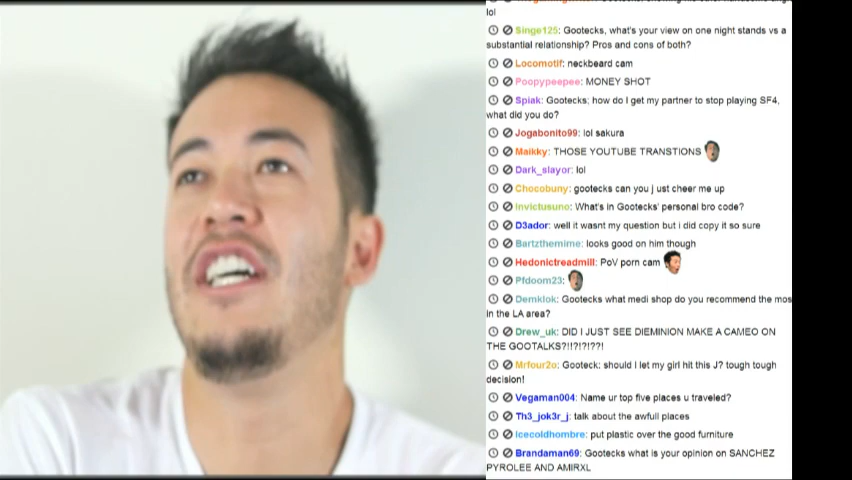 lol
Singe125: Gootecks, what's your view on one night stands vs a
substantial relationship? Pros and cons of both?
Locomotif: neckbeard cam
Poopypeepee: MONEY SHOT
Spiak: Gootecks; how do I get my partner to stop playing SF4,
what did you do?
Jogabonito99: lol sakura
Maikky: THOSE YOUTUBE TRANSTIONS
Dark_slayor: lol
Chocobuny: gootecks can you j ust cheer me up
Invictusuno: What's in Gootecks' personal bro code?
D3ador: well it wasnt my question but i did copy it so sure
Bartzthemime: looks good on him though
Hedonictreadmill: PoV porn cam
Pfdoom23:
Demklok: Gootecks what medi shop do you recommend the mos
in the LA area?
Drew_uk: DID I JUST SEE DIEMINION MAKE A CAMEO ON
THE GOOTALKS?!!?!?!??!
Mrfour2o: Gooteck: should I let my girl hit this J? tough tough
decision!
Vegaman004: Name ur top five places u traveled?
Th3_jok3r_j: talk about the awfull places
Icecoldhombre: put plastic over the good furniture
Brandaman69: Gootecks what is your opinion on SANCHEZ
PYROLEE AND AMIRXL